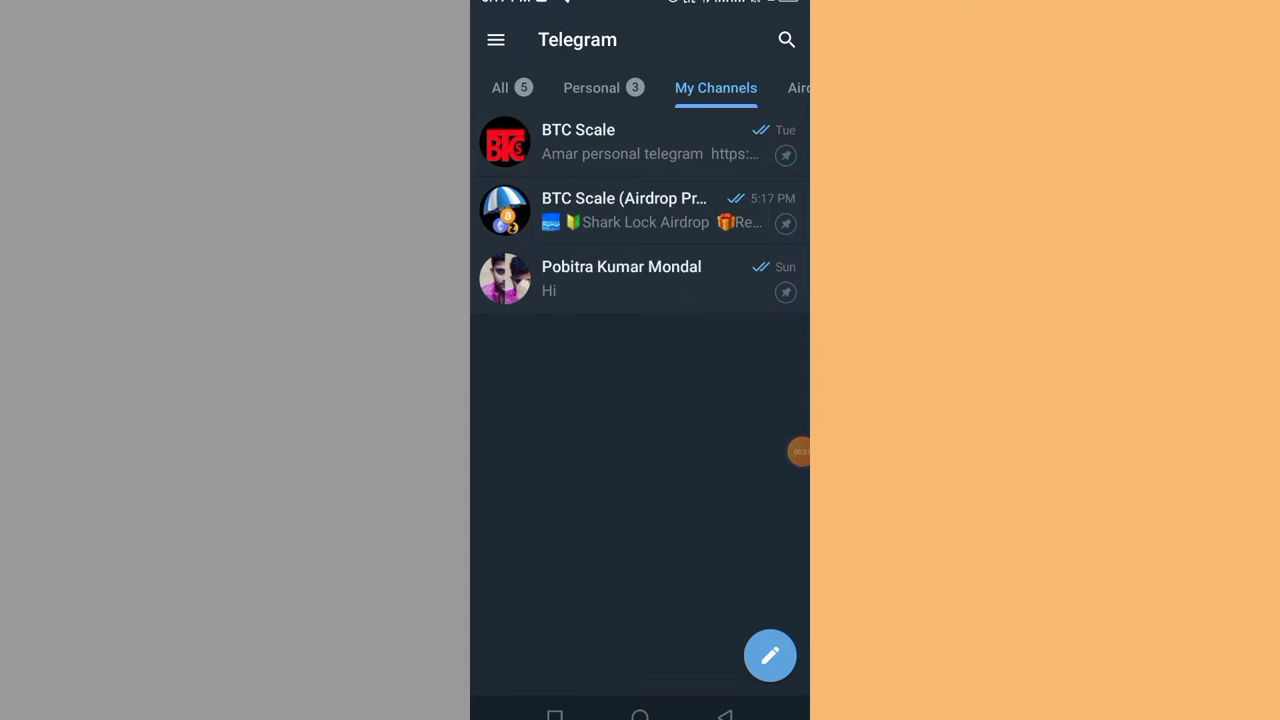 Telegram
All 5 Personal 3 My Channels Airc
BTC Scale Tue
Amar personal telegram https:...
BTC Scale (Airdrop Pr... 5:17 PM
🌊 🔰Shark Lock Airdrop 🎁Re...
Pobitra Kumar Mondal Sun
Hi